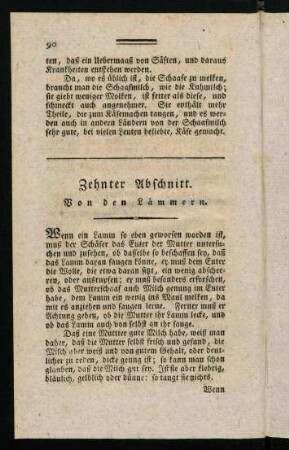 90
ten, daß ein Uebermaaß von Säften, und daraus
Krankheiten entstehen werden.
Da, wo es üblich ist, die Schaafe zu melken,
braucht man die Schaafmilch, wie die Kuhmilch;
sie giebt weniger Molken, ist fetter als diese, und
schmeckt auch angenehmer. Sie enthält mehr
Theile, die zum Käsemachen taugen, und es wer-
den auch in andern Ländern von der Schaafmilch
sehr gute, bei vielen Leuten beliebte, Käse gemacht.
Zehnter Abschnitt.
Von den Lämmern.
Wenn ein Lamm so eben geworfen worden ist,
muß der Schäfer das Euter der Mutter untersu-
chen und zusehen, ob dasselbe so beschaffen sey, daß
das Lamm daran saugen könne, er muß dem Euter
die Wolle, die etwa daran sitzt, ein wenig absche-
ren, oder ausrupfen; er muß besonders erforschen,
ob das Mutterschaaf auch Milch genung im Euter
habe, dem Lamm ein wenig ins Maul melken, da-
mit es anziehen und saugen lerne. Ferner muß er
Achtung geben, ob die Mutter ihr Lamm lecke, und
ob das Lamm auch von selbst an ihr sauge.
Daß eine Mutter gute Milch habe, weiß man
daher, daß die Mutter selbst frisch und gesund, die
Milch aber weiß und von gutem Gehalt, oder deut-
licher zu reden, dicke genug ist; so kann man schon
glauben, daß die Milch gut sey. Ist sie aber klebrig,
bläulich, gelblich oder dünne: so taugt sie nichts.
Wenn